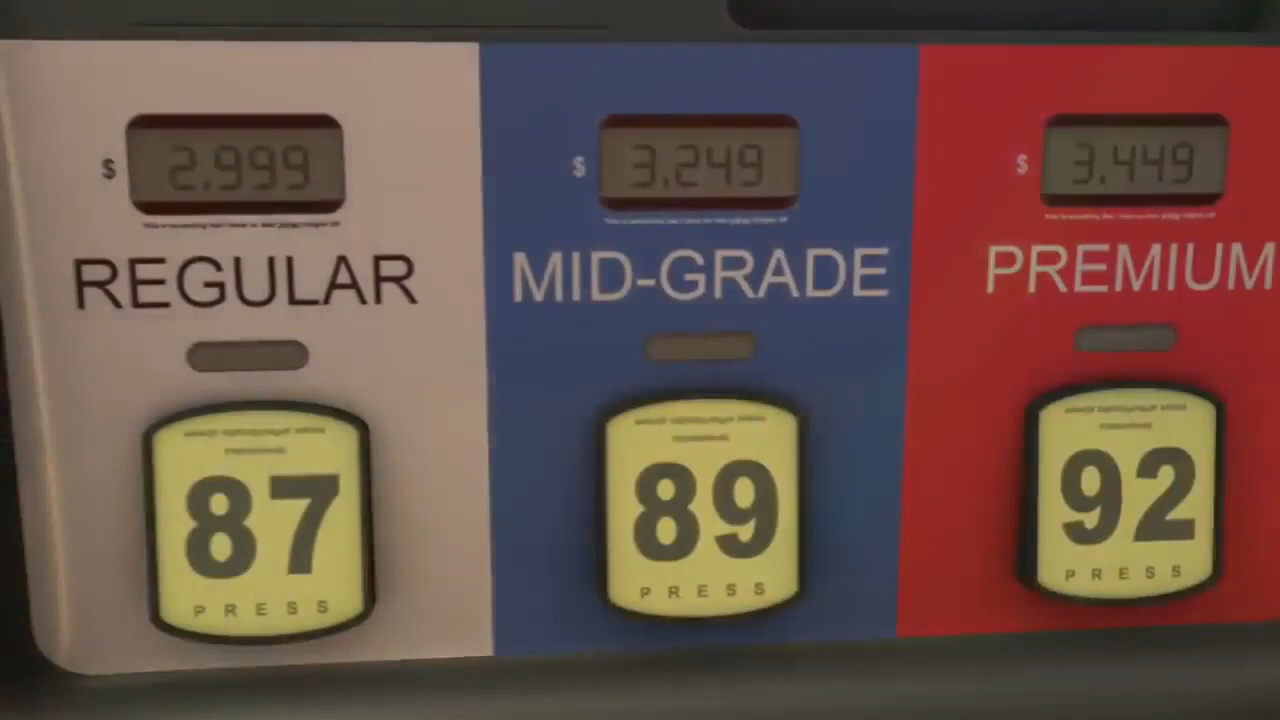 $ 2.999
REGULAR
87
PRESS
$ 3.249
MID-GRADE
89
PRESS
$ 3.449
PREMIUM
92
PRESS